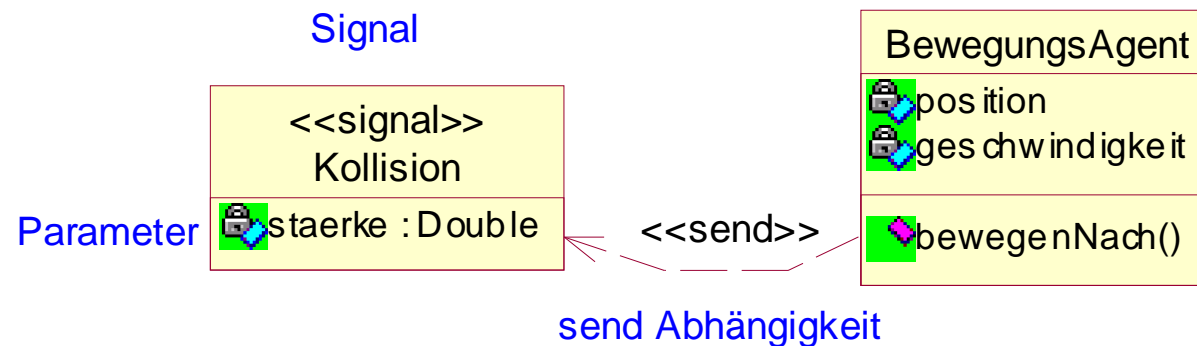 Signal
<<signal>>
Kollision
Parameter
staerke : Double
<<send>>
send Abhängigkeit
BewegungsAgent
position
geschwindigkeit
bewegenNach()